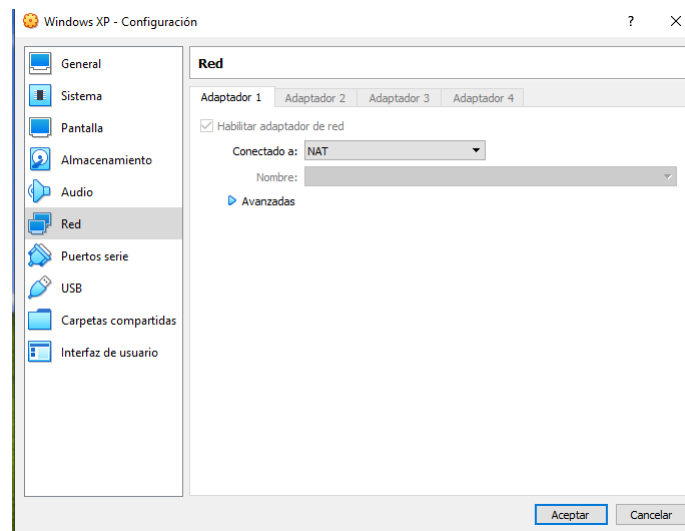 Windows XP - Configuración
?
General
Sistema
Pantalla
Almacenamiento
Audio
Red
Puertos serie
USB
Carpetas compartidas
Interfaz de usuario
Red
Adaptador 1 Adaptador 2 Adaptador 3 Adaptador 4
Habilitar adaptador de red
Conectado a: NAT
Nombre:
Avanzadas
Aceptar Cancelar